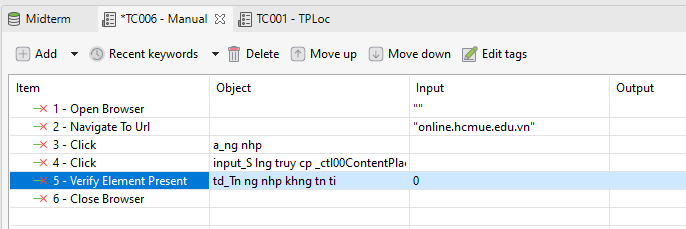 Midterm *TC006 - Manual TC001 - TPLoc
Add Recent keywords Delete Move up Move down Edit tags
Item Object Input Output
1 - Open Browser ""
2 - Navigate To Url "online.hcmue.edu.vn"
3 - Click a_ng nhp
4 - Click input_S lng truy cp _ctl00ContentPlac
5 - Verify Element Present td_Tn ng nhp khng tn ti 0
6 - Close Browser